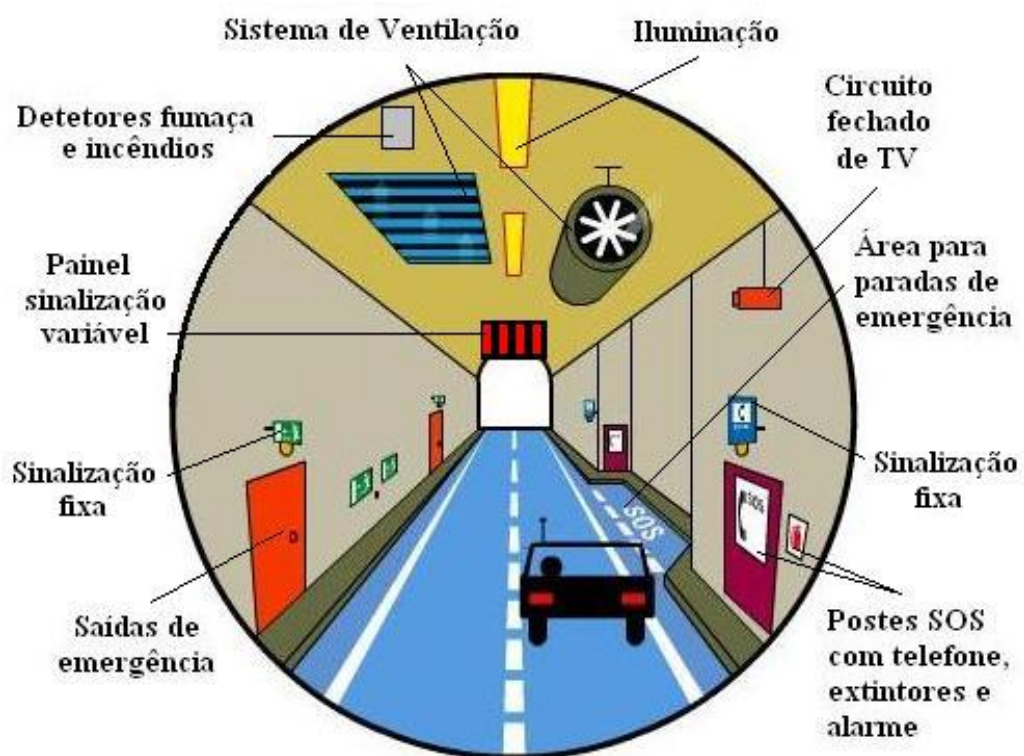 Sistema de Ventilação
Iluminação
Detetores fumaça
e incêndios
Circuito
fechado
de TV
Painel
sinalização
variável
Área para
paradas de
emergência
Sinalização
fixa
Sinalização
fixa
SOS
SOS
Saídas de
emergência
Postes SOS
com telefone,
extintores e
alarme